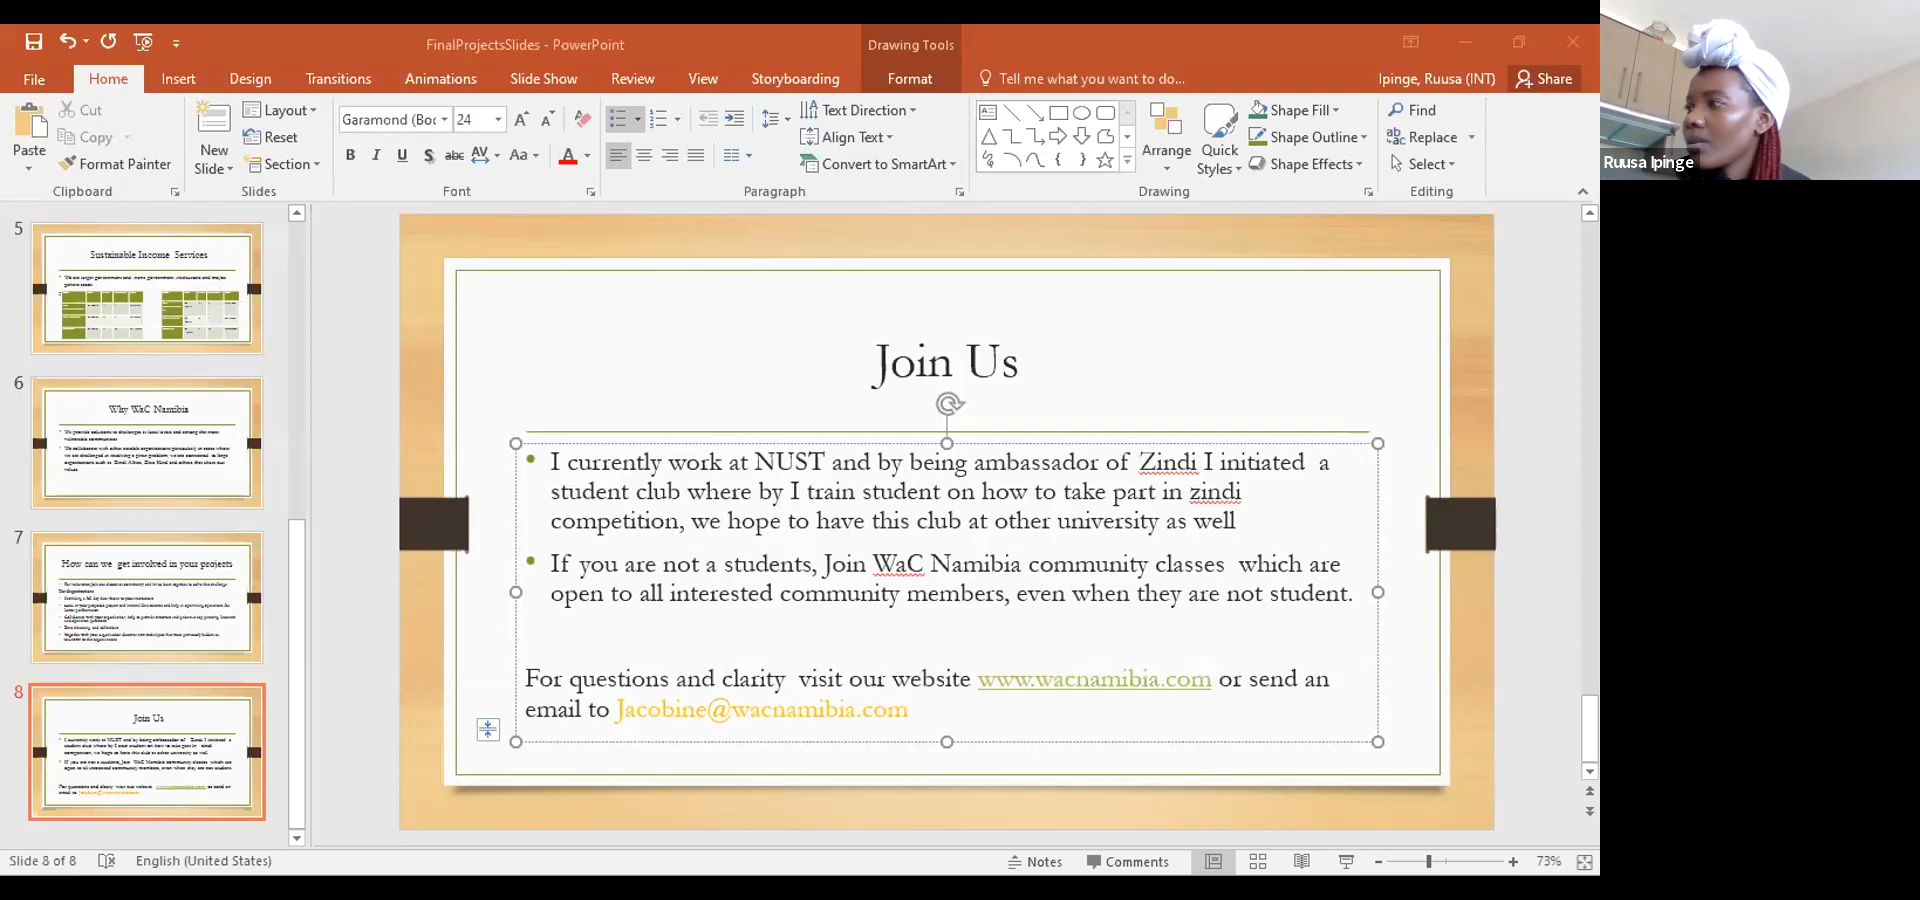 FinalProjectsSlides - PowerPoint
Drawing Tools
File Home Insert Design Transitions Animations Slide Show Review View Storyboarding Format Tell me what you want to do... Ipinge, Ruusa (INT) Share
Cut
Copy
Format Painter
Paste
Clipboard
New Slide
Layout
Reset
Section
Slides
Garamond (Boc 24
B I U S abc AV Aa A
Font
Text Direction
Align Text
Convert to SmartArt
Paragraph
Arrange
Quick Styles
Shape Fill
Shape Outline
Shape Effects
Drawing
Find
Replace
Select
Editing
Ruusa Ipinge
5
Sustainable Income Services
6
Why WaC Namibia
7
How can we get involved in your projects
8
Join Us
Join Us
• I currently work at NUST and by being ambassador of Zindi I initiated a
student club where by I train student on how to take part in zindi
competition, we hope to have this club at other university as well
• If you are not a students, Join WaC Namibia community classes which are
open to all interested community members, even when they are not student.
For questions and clarity visit our website www.wacnamibia.com or send an
email to Jacobine@wacnamibia.com
Slide 8 of 8 English (United States) Notes Comments 73%